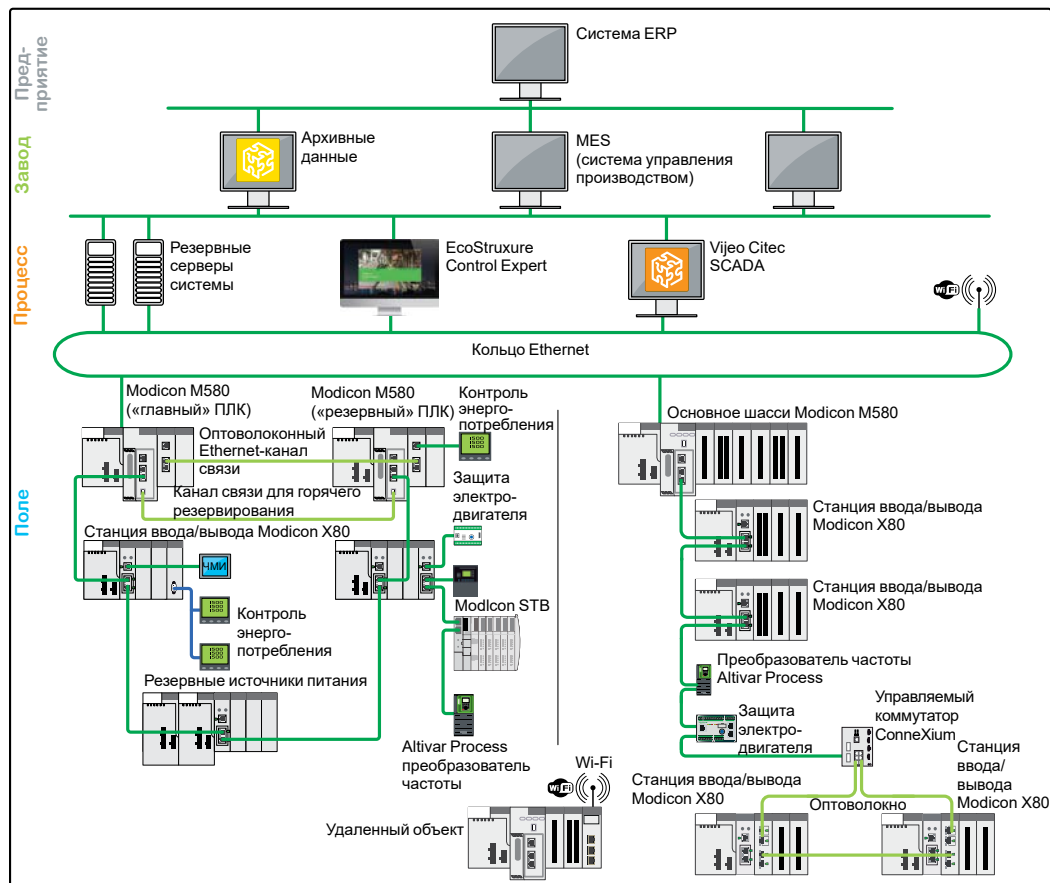 Пред-
приятие
Система ERP
Завод
Архивные
данные
MES
(система управления
производством)
Процесс
Резервные
серверы
системы
EcoStruxure
Control Expert
Vijeo Citec
SCADA
Wi Fi
Кольцо Ethernet
Поле
Modicon M580
(«главный» ПЛК)
Modicon M580
(«резервный» ПЛК)
Контроль
энерго-
потребления
Основное шасси Modicon M580
Оптоволоконный
Ethernet-канал
связи
Канал связи для горячего
резервирования
Защита
электро-
двигателя
Станция ввода/вывода Modicon X80
ЧМИ
Контроль
энерго-
потребления
ModIcon STB
Резервные источники питания
Altivar Process
преобразователь
частоты
Станция ввода/вывода
Modicon X80
Станция ввода/вывода
Modicon X80
Преобразователь частоты
Altivar Process
Защита
электро-
двигателя
Управляемый
коммутатор
ConneXium
Станция ввода/вывода
Modicon X80
Станция
ввода/
вывода
Modicon X80
Оптоволокно
Wi-Fi
Wi Fi
Удаленный объект